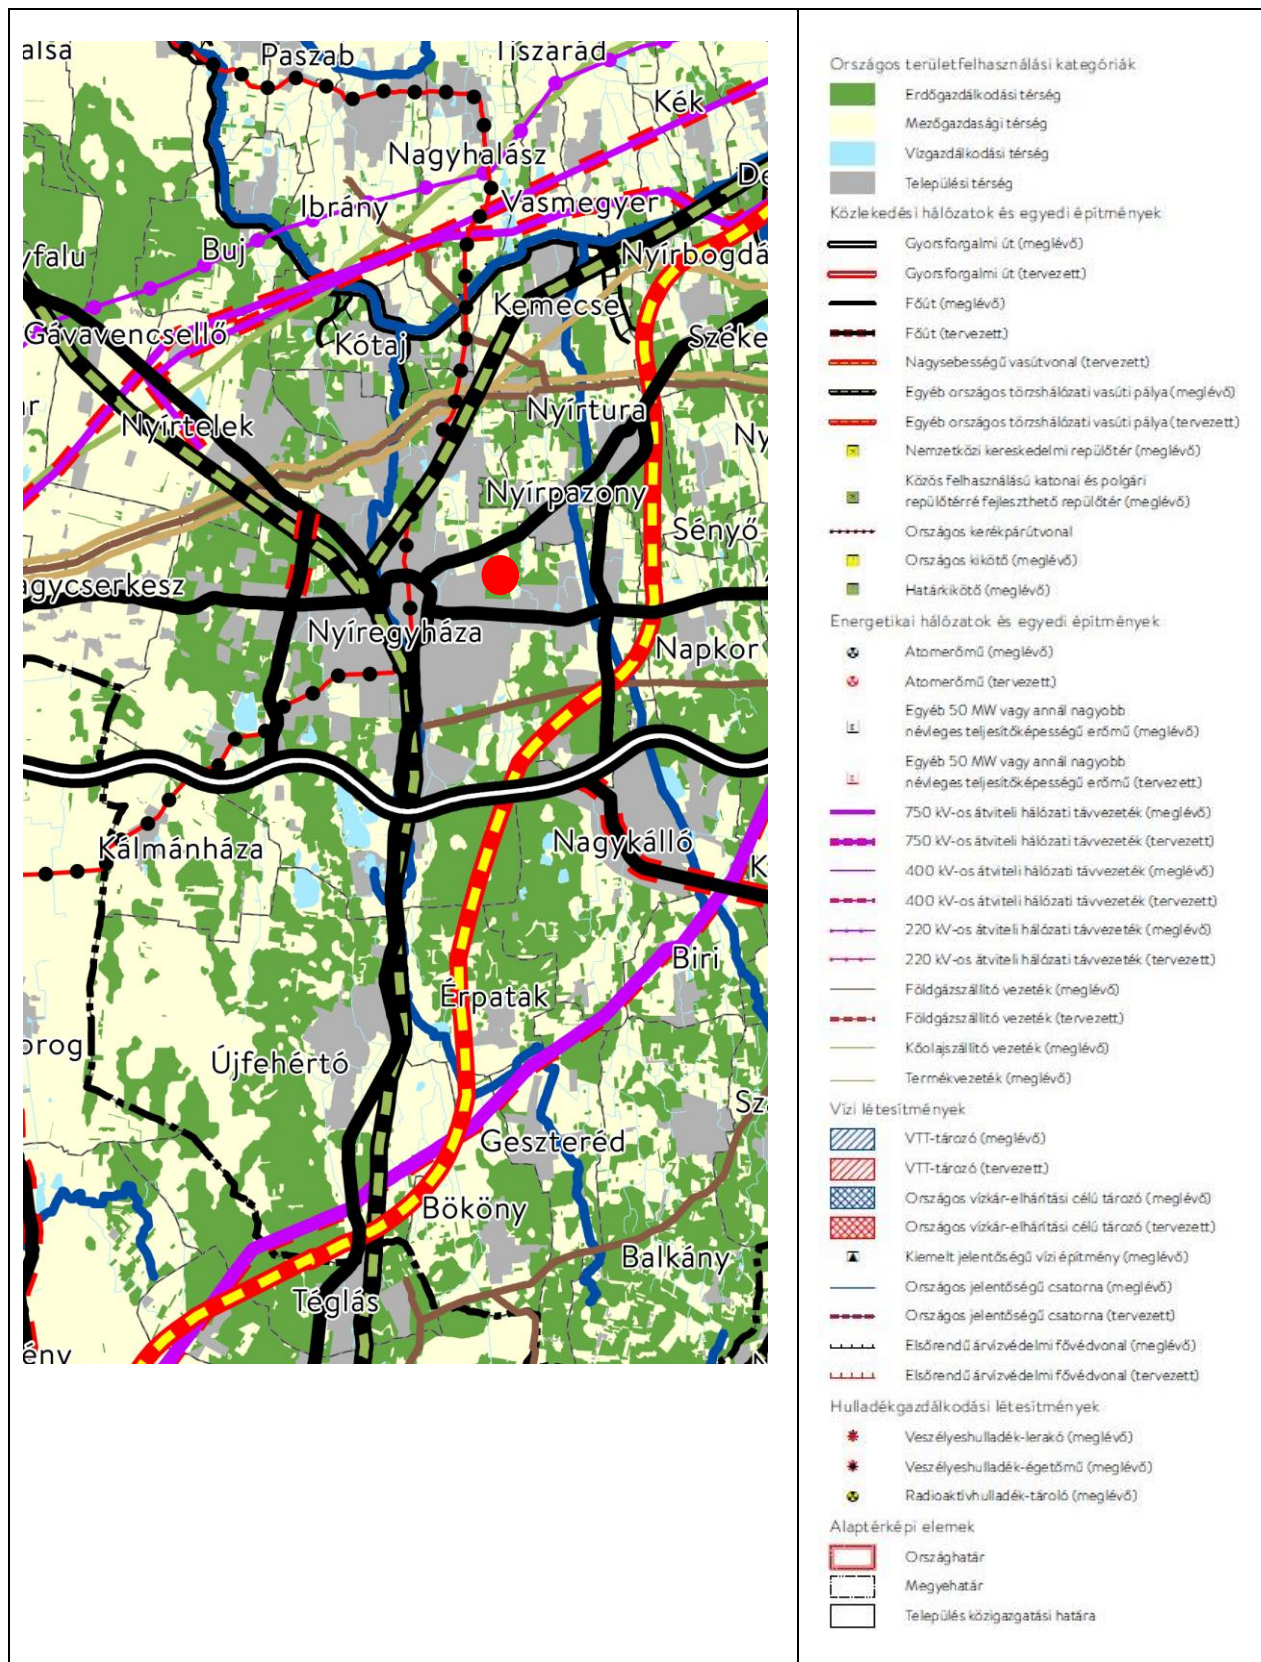 Paszab
Tiszarád
Kék
Nagyhalász
Ibrány
Vasmegyer
Buj
Nyírbogdá
yfalu
Kemecse
Gávavencsellő
Kótaj
Széke
Nyírtura
Nyírtelek
Ny
Nyírpazony
Sényő
agycserkesz
Nyíregyháza
Napkor
Kálmánháza
Nagykálló
K
Biri
Érpatak
orog
Újfehértó
Sz
Geszteréd
Bököny
Balkány
Téglás
ény
Országos területfelhasználási kategóriák
Erdőgazdálkodási térség
Mezőgazdasági térség
Vízgazdálkodási térség
Települési térség
Közlekedési hálózatok és egyedi építmények
Gyorsforgalmi út (meglévő)
Gyorsforgalmi út (tervezett)
Főút (meglévő)
Főút (tervezett)
Nagysebességű vasútvonal (tervezett)
Egyéb országos törzshálózati vasúti pálya (meglévő)
Egyéb országos törzshálózati vasúti pálya (tervezett)
Nemzetközi kereskedelmi repülőtér (meglévő)
Közös felhasználású katonai és polgári
repülőtérré fejleszthető repülőtér (meglévő)
Országos kerékpárútvonal
Országos kikötő (meglévő)
Határkikötő (meglévő)
Energetikai hálózatok és egyedi építmények
Atomerőmű (meglévő)
Atomerőmű (tervezett)
Egyéb 50 MW vagy annál nagyobb
névleges teljesítőképességű erőmű (meglévő)
Egyéb 50 MW vagy annál nagyobb
névleges teljesítőképességű erőmű (tervezett)
750 kV-os átviteli hálózati távvezeték (meglévő)
750 kV-os átviteli hálózati távvezeték (tervezett)
400 kV-os átviteli hálózati távvezeték (meglévő)
400 kV-os átviteli hálózati távvezeték (tervezett)
220 kV-os átviteli hálózati távvezeték (meglévő)
220 kV-os átviteli hálózati távvezeték (tervezett)
Földgázszállító vezeték (meglévő)
Földgázszállító vezeték (tervezett)
Kőolajszállító vezeték (meglévő)
Termékvezeték (meglévő)
Vízi létesítmények
VTT-tározó (meglévő)
VTT-tározó (tervezett)
Országos vízkár-elhárítási célú tározó (meglévő)
Országos vízkár-elhárítási célú tározó (tervezett)
Kiemelt jelentőségű vízi építmény (meglévő)
Országos jelentőségű csatorna (meglévő)
Országos jelentőségű csatorna (tervezett)
Elsőrendű árvízvédelmi fővédvonal (meglévő)
Elsőrendű árvízvédelmi fővédvonal (tervezett)
Hulladékgazdálkodási létesítmények
Veszélyeshulladék-lerakó (meglévő)
Veszélyeshulladék-égetőmű (meglévő)
Radioaktívhulladék-tároló (meglévő)
Alaptérképi elemek
Országhatár
Megyehatár
Település közigazgatási határa